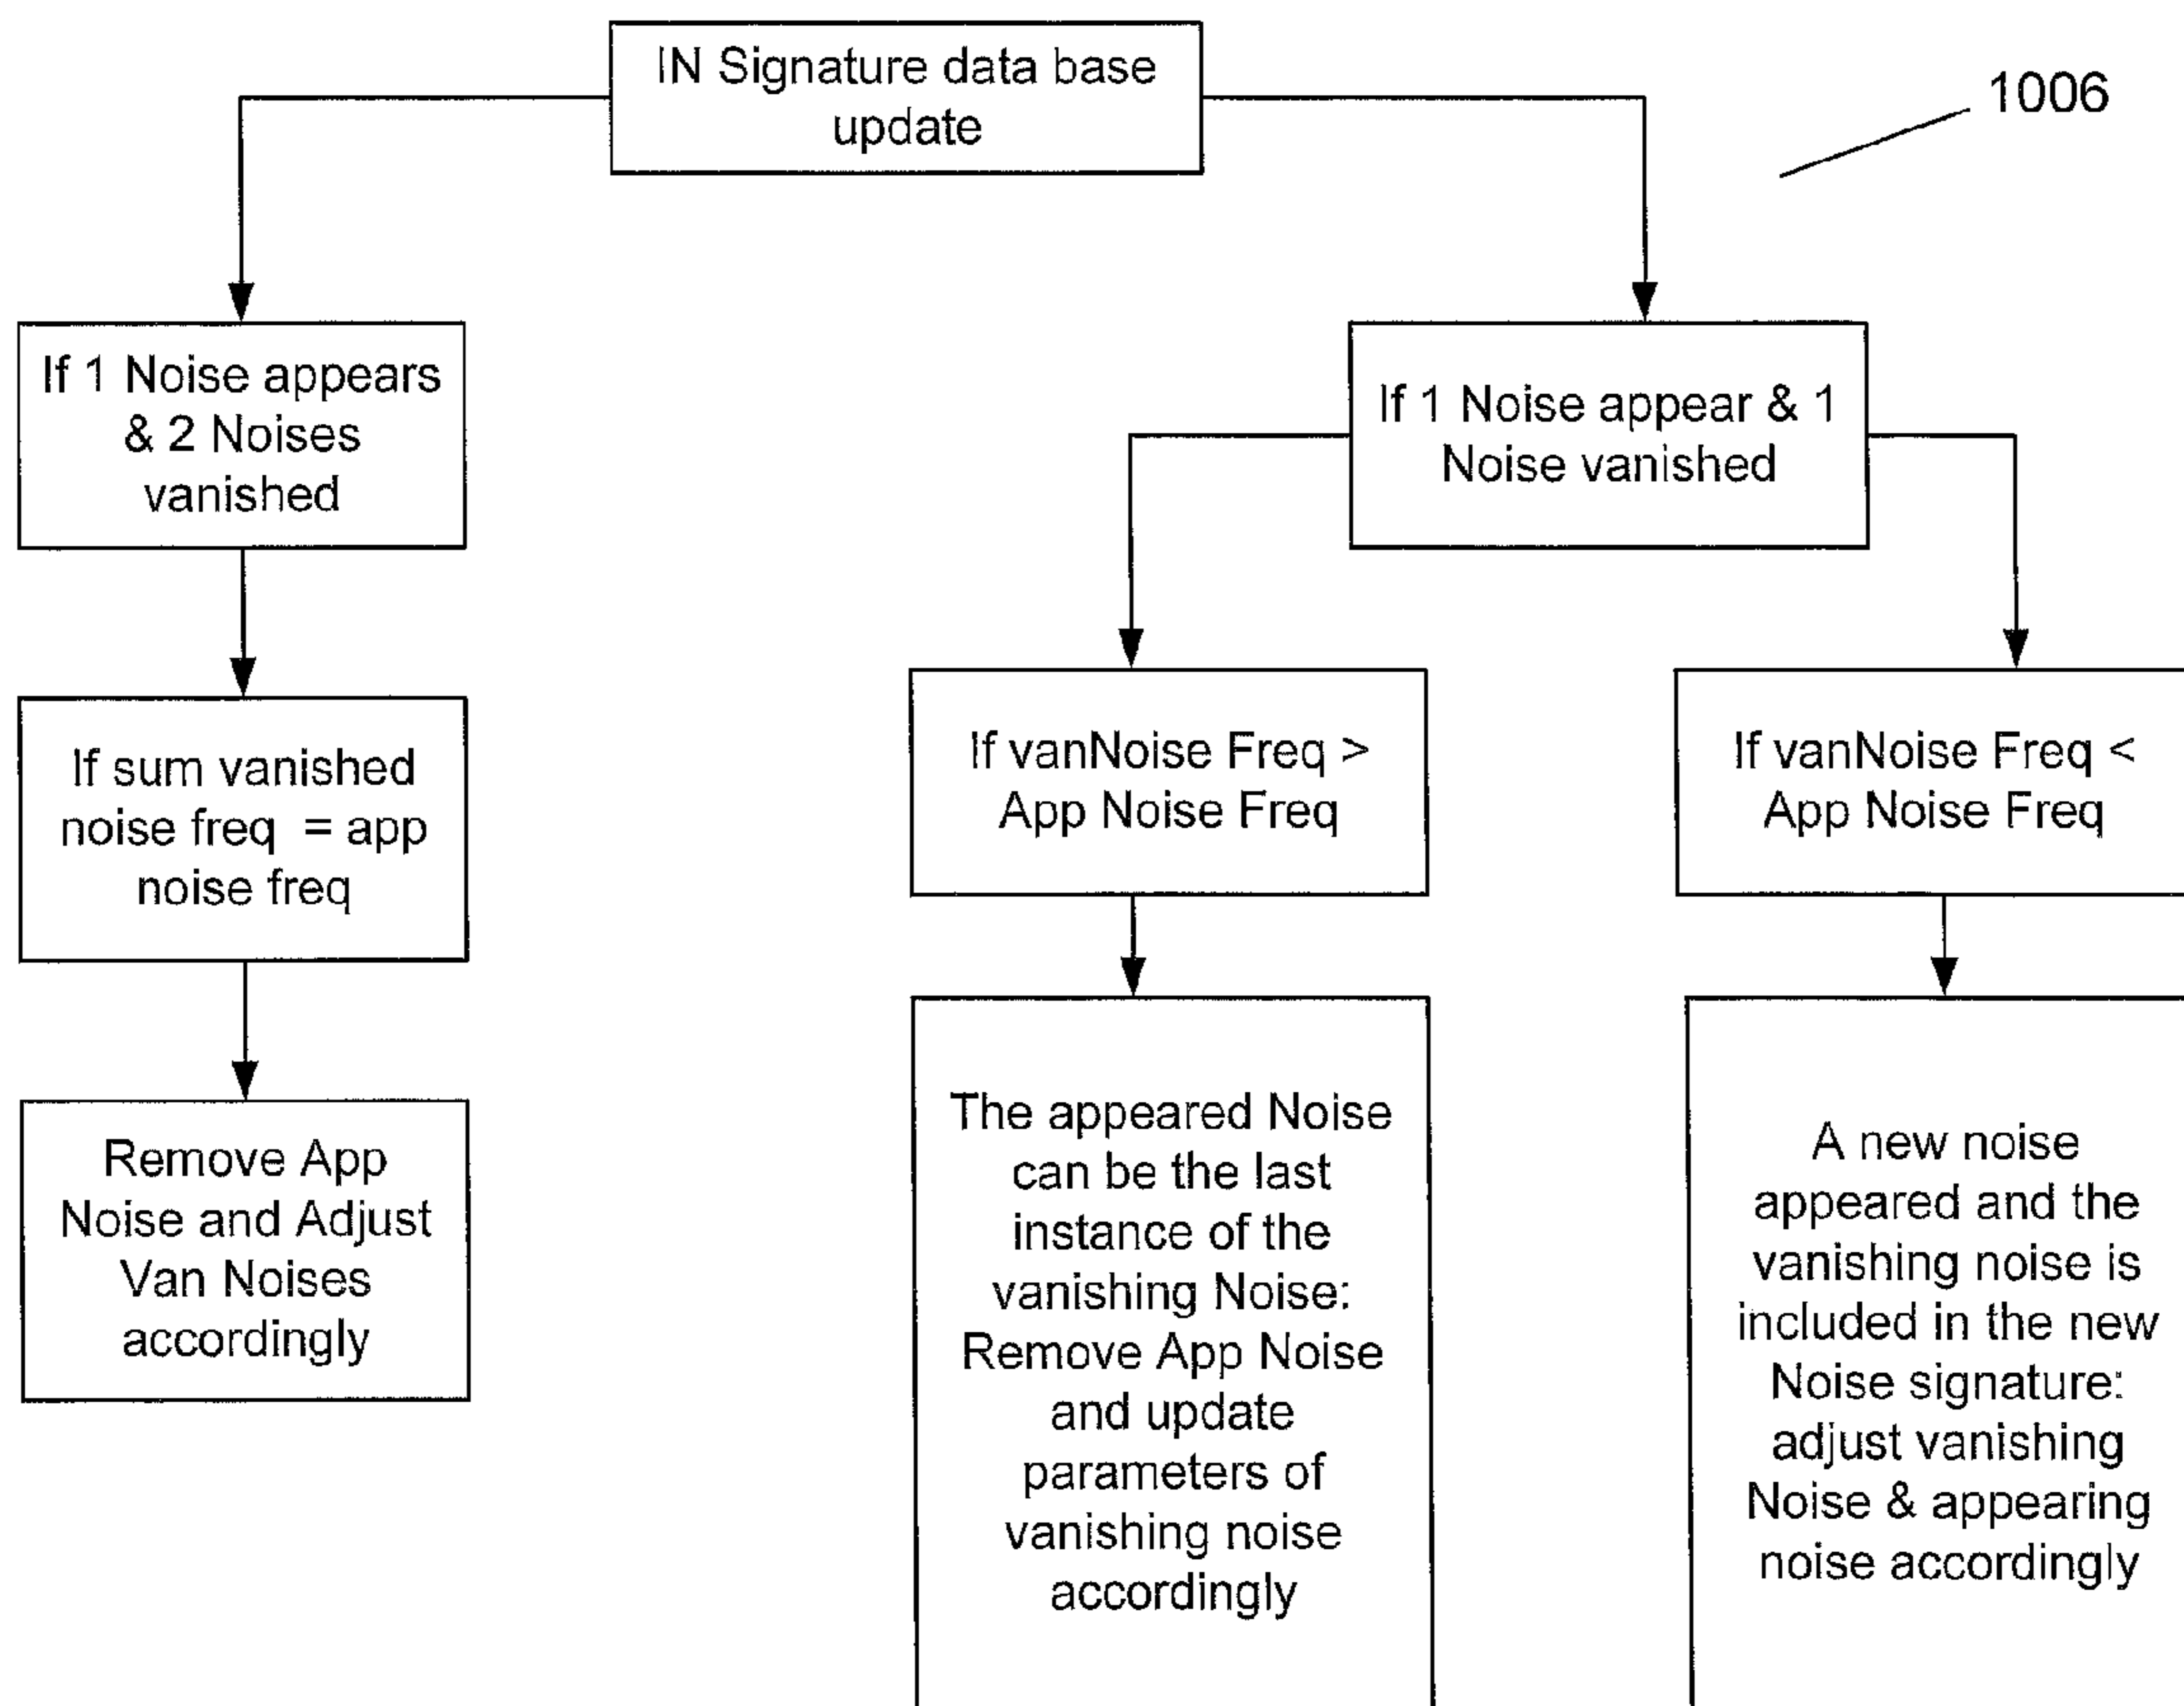 IN Signature data base
update
1006
If 1 Noise appears
& 2 Noises
vanished
If 1 Noise appear & 1
Noise vanished
If sum vanished
noise freq = app
noise freq
If vanNoise Freq >
App Noise Freq
If vanNoise Freq <
App Noise Freq
Remove App
Noise and Adjust
Van Noises
accordingly
The appeared Noise
can be the last
instance of the
vanishing Noise:
Remove App Noise
and update
parameters of
vanishing noise
accordingly
A new noise
appeared and the
vanishing noise is
included in the new
Noise signature:
adjust vanishing
Noise & appearing
noise accordingly